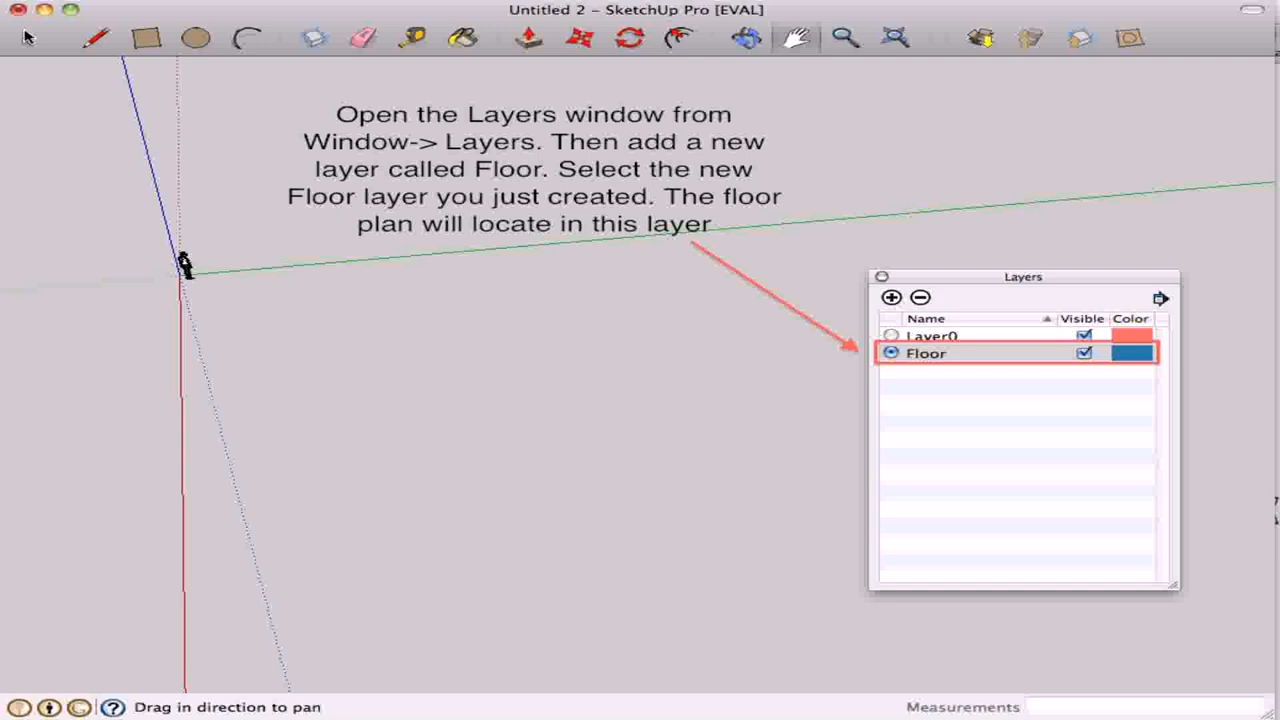 Untitled 2 – SketchUp Pro [EVAL]
Open the Layers window from
Window-> Layers. Then add a new
layer called Floor. Select the new
Floor layer you just created. The floor
plan will locate in this layer
Layers
Name Visible Color
Layer0
Floor
Drag in direction to pan
Measurements